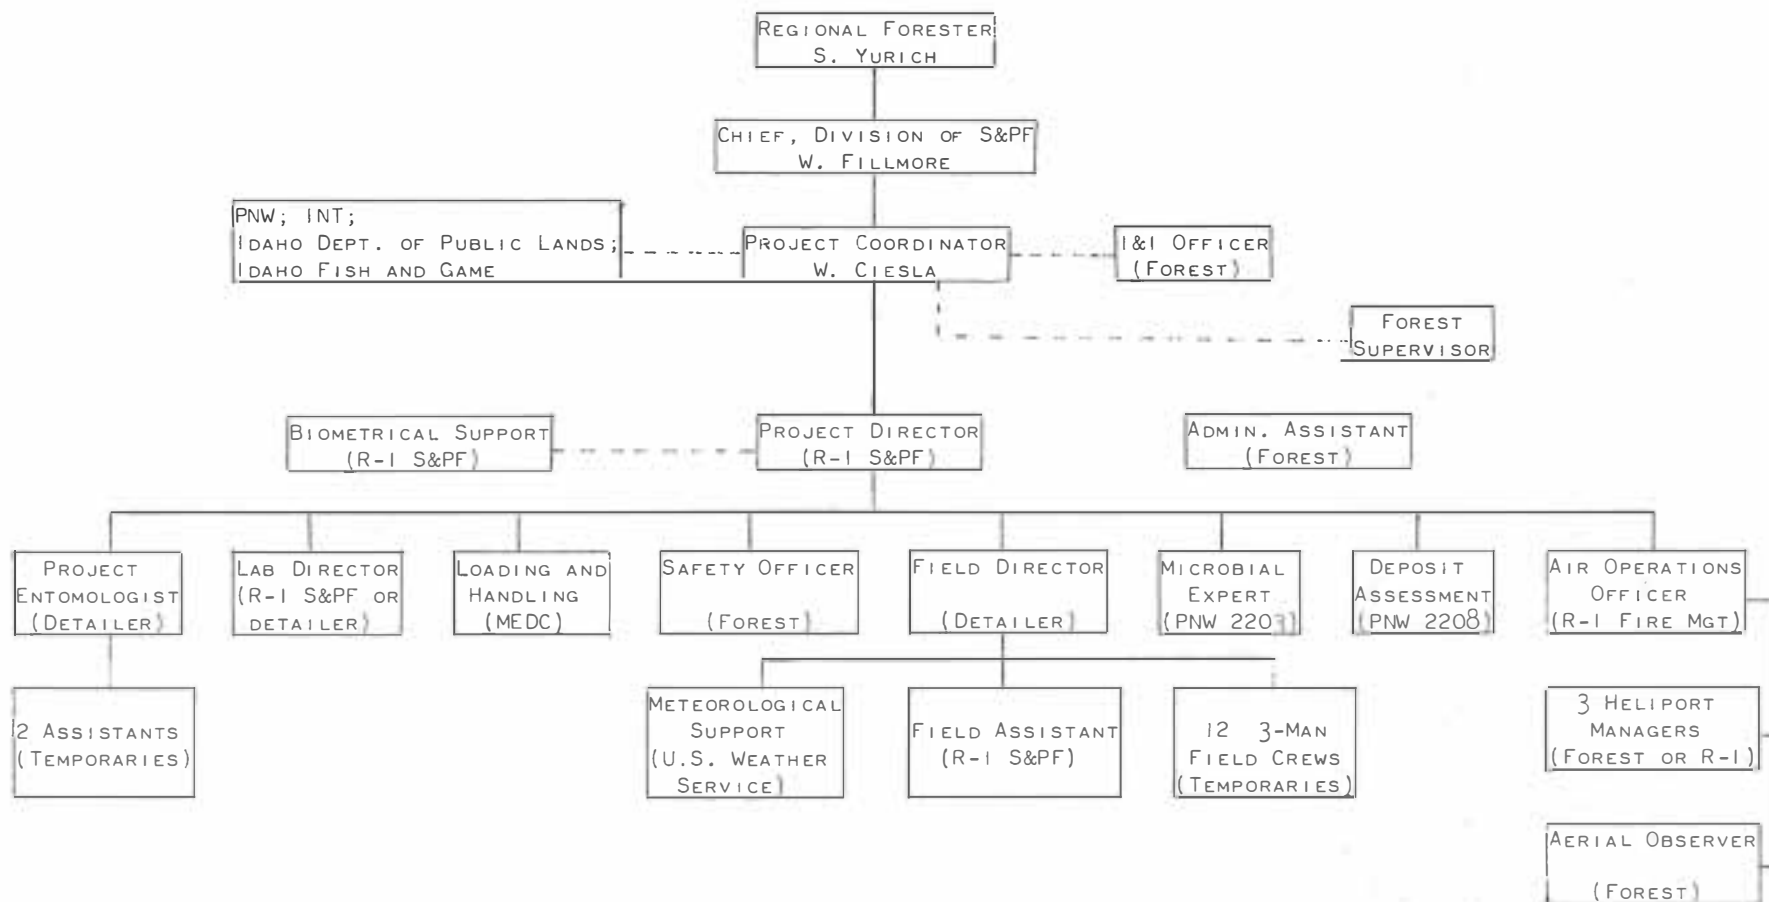 REGIONAL FORESTER
S. YURICH
CHIEF, DIVISION OF S&PF
W. FILLMORE
PNW; INT;
IDAHO DEPT. OF PUBLIC LANDS;
IDAHO FISH AND GAME
PROJECT COORDINATOR
W. CIESLA
I&I OFFICER
(FOREST)
FOREST
SUPERVISOR
BIOMETRICAL SUPPORT
(R-1 S&PF)
PROJECT DIRECTOR
(R-1 S&PF)
ADMIN. ASSISTANT
(FOREST)
PROJECT
ENTOMOLOGIST
(DETAILER)
LAB DIRECTOR
(R-1 S&PF OR
DETAILER)
LOADING AND
HANDLING
(MEDC)
SAFETY OFFICER
(FOREST)
FIELD DIRECTOR
(DETAILER)
MICROBIAL
EXPERT
(PNW
DEPOSIT
ASSESSMENT
(PNW 2208)
AIR OPERATIONS
OFFICER
(R-1 FIRE MGT)
2 ASSISTANTS
(TEMPORARIES)
METEOROLOGICAL
SUPPORT
(U.S. WEATHER
SERVICE)
FIELD ASSISTANT
(R-1 S&PF)
12 3-MAN
FIELD CREWS
(TEMPORARIES)
3 HELIPORT
MANAGERS
(FOREST OR R-1)
AERIAL OBSERVER
(FOREST)